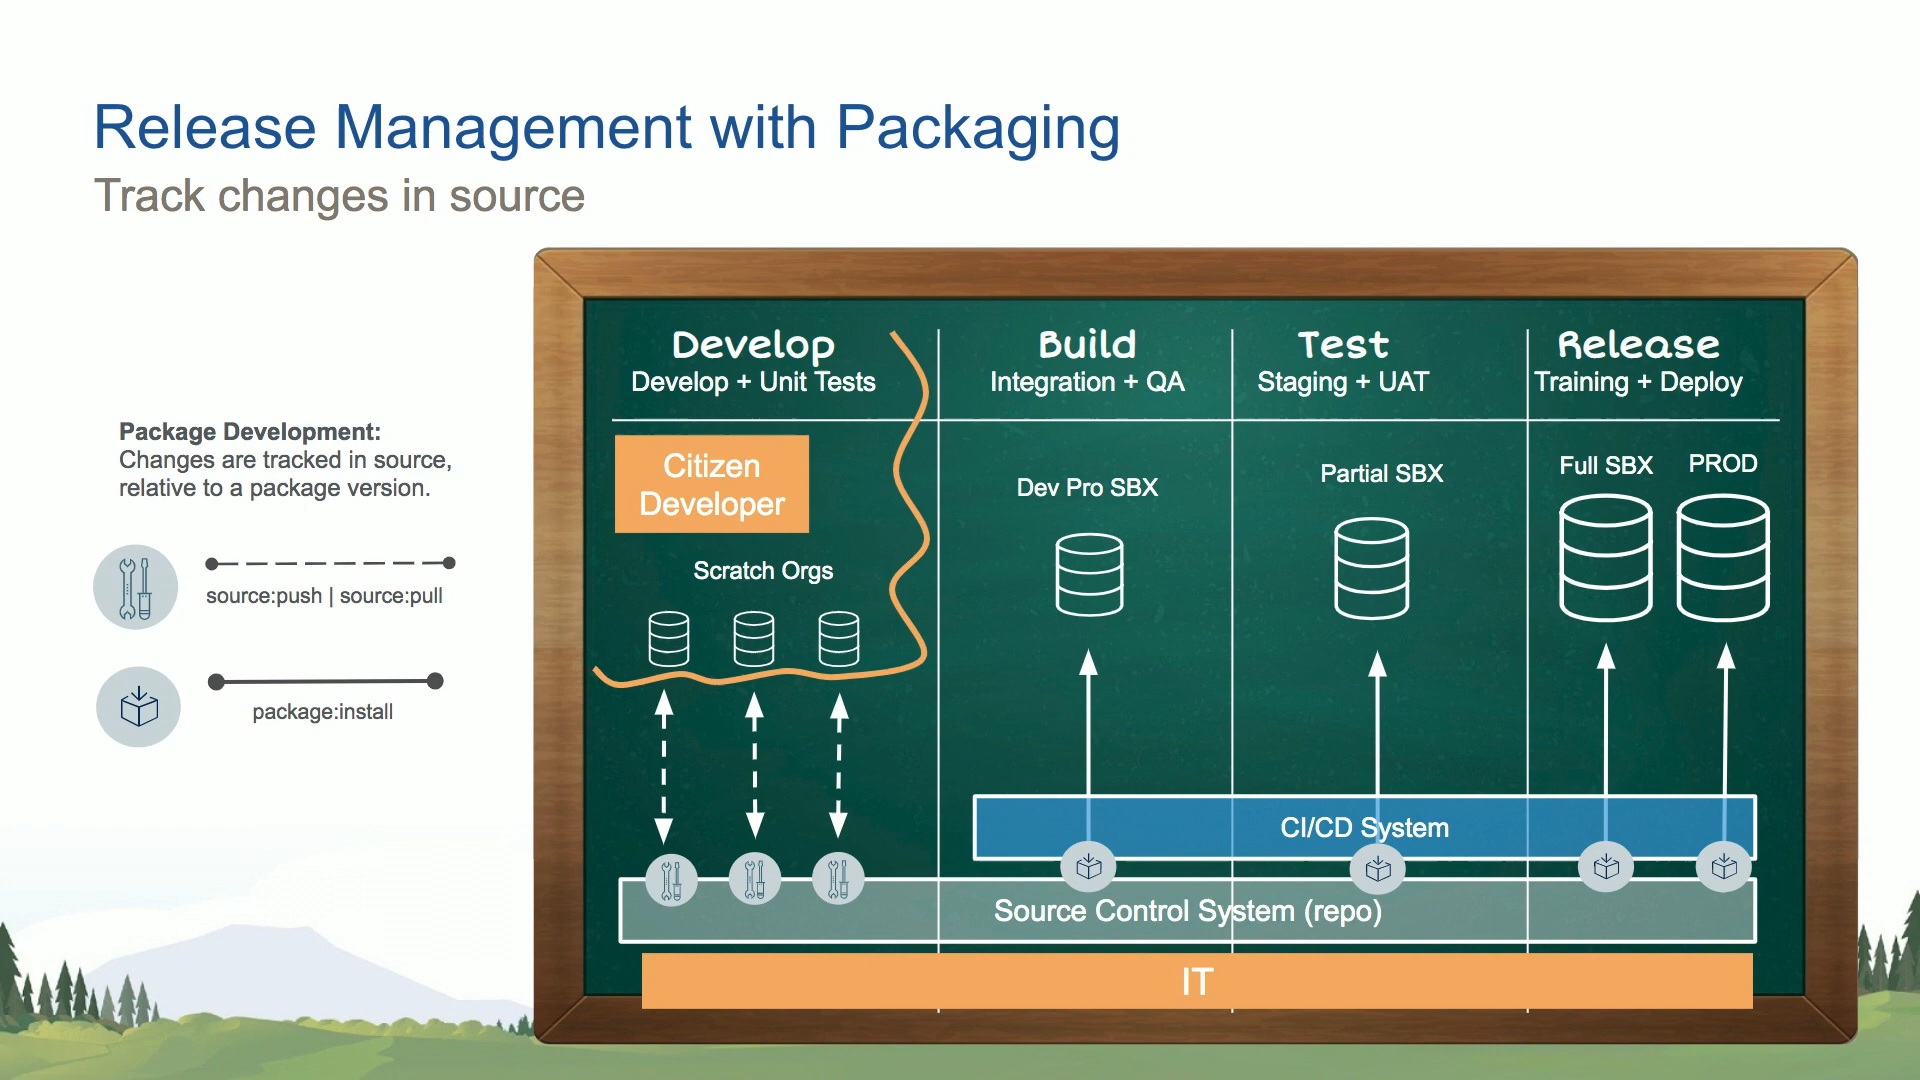 Release Management with Packaging
Track changes in source
Package Development:
Changes are tracked in source,
relative to a package version.
source:push | source:pull
package:install
Develop
Develop + Unit Tests
Build
Integration + QA
Test
Staging + UAT
Release
Training + Deploy
Citizen
Developer
Scratch Orgs
Dev Pro SBX
Partial SBX
Full SBX
PROD
CI/CD System
Source Control System (repo)
IT